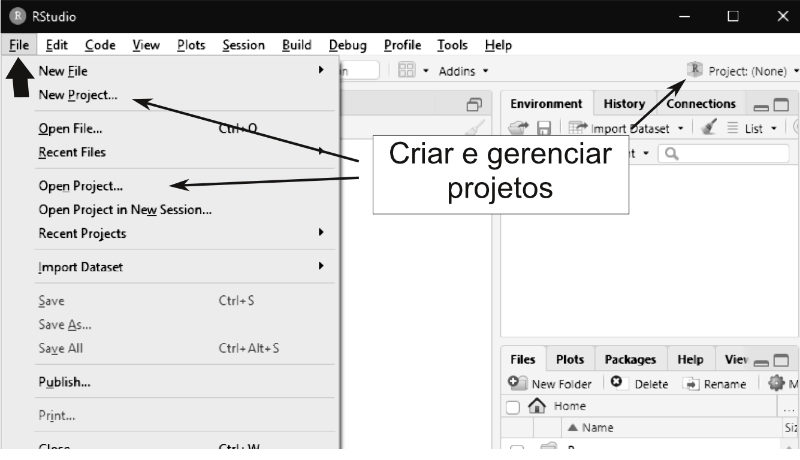 R RStudio
File Edit Code View Plots Session Build Debug Profile Tools Help
New File
Addins
Project: (None)
New Project...
Environment History Connections
Open File... Ctrl+O
Import Dataset List
Recent Files
Criar e gerenciar
projetos
Open Project...
Open Project in New Session...
Recent Projects
Import Dataset
Save Ctrl+S
Save As...
Save All Ctrl+Alt+S
Files Plots Packages Help
Publish...
New Folder Delete Rename M
Home ...
Print...
Name Siz
Close Ctrl+W